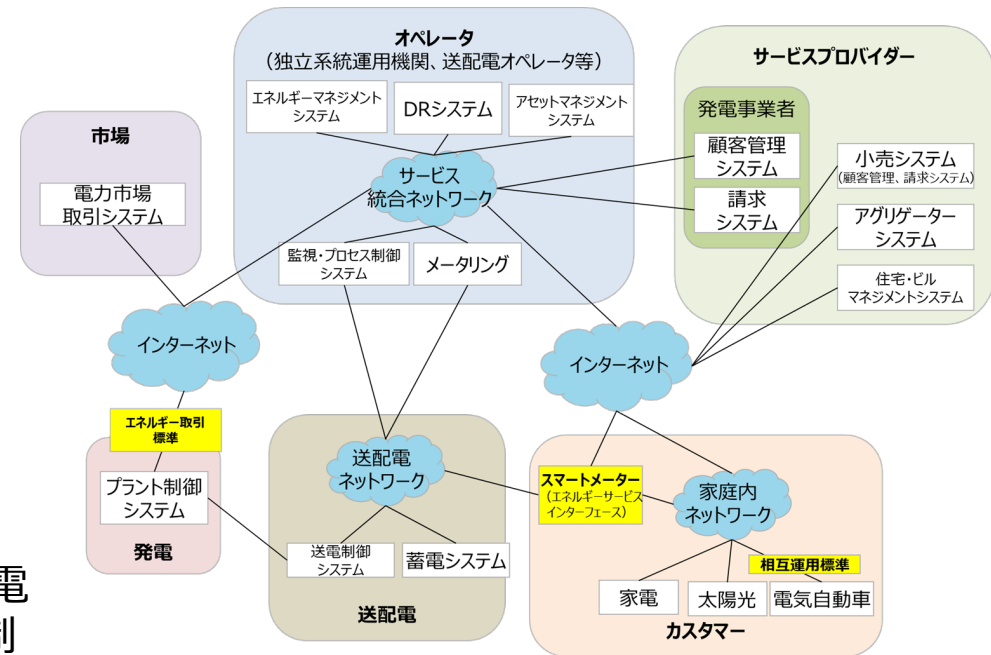 オペレータ
（独立系統運用機関、送配電オペレータ等）
エネルギーマネジメント
システム
DRシステム
アセットマネジメント
システム
サービス
統合ネットワーク
監視・プロセス制御
システム
メータリング
サービスプロバイダー
発電事業者
顧客管理
システム
請求
システム
小売システム
（顧客管理、請求システム）
アグリゲーター
システム
住宅・ビル
マネジメントシステム
市場
電力市場
取引システム
インターネット
インターネット
エネルギー取引
標準
プラント制御
システム
発電
送配電
ネットワーク
送電制御
システム
蓄電システム
送配電
スマートメーター
（エネルギーサービス
インターフェース）
家庭内
ネットワーク
相互運用標準
家電
太陽光
電気自動車
カスタマー
電